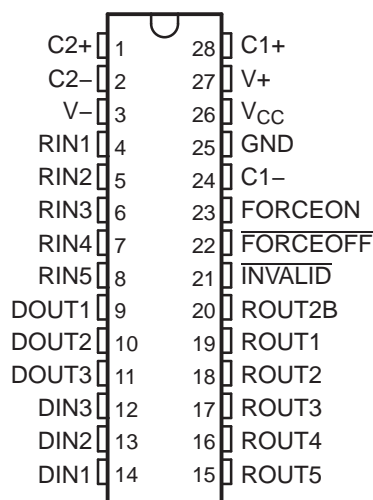 C2+ 1 28 C1+
C2− 2 27 V+
V− 3 26 VCC
RIN1 4 25 GND
RIN2 5 24 C1−
RIN3 6 23 FORCEON
RIN4 7 22 FORCEOFF
RIN5 8 21 INVALID
DOUT1 9 20 ROUT2B
DOUT2 10 19 ROUT1
DOUT3 11 18 ROUT2
DIN3 12 17 ROUT3
DIN2 13 16 ROUT4
DIN1 14 15 ROUT5